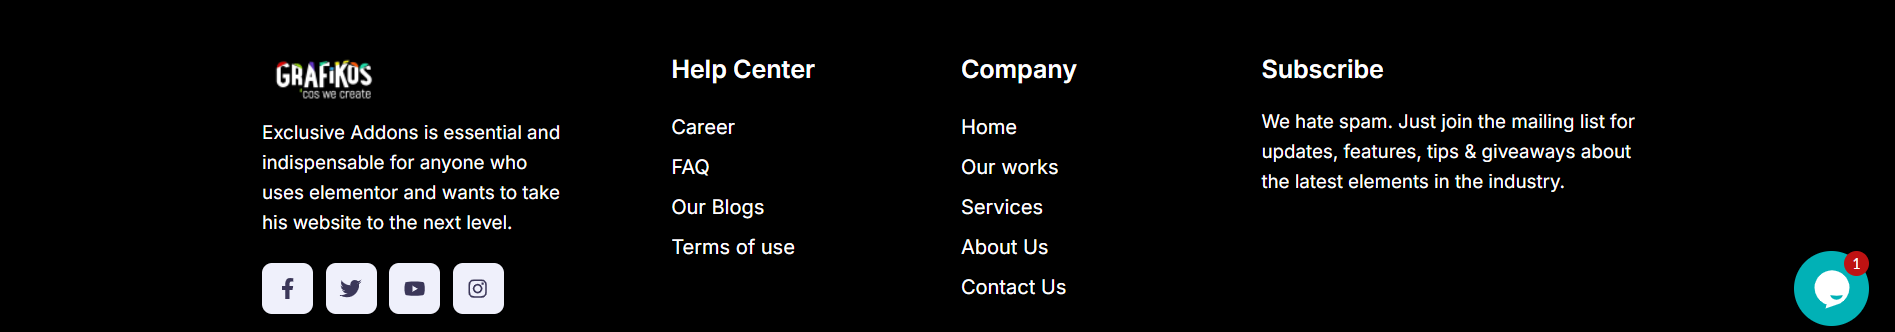 GRAFiKOS
'cos we create
Exclusive Addons is essential and
indispensable for anyone who
uses elementor and wants to take
his website to the next level.
Help Center
Career
FAQ
Our Blogs
Terms of use
Company
Home
Our works
Services
About Us
Contact Us
Subscribe
We hate spam. Just join the mailing list for
updates, features, tips & giveaways about
the latest elements in the industry.
1